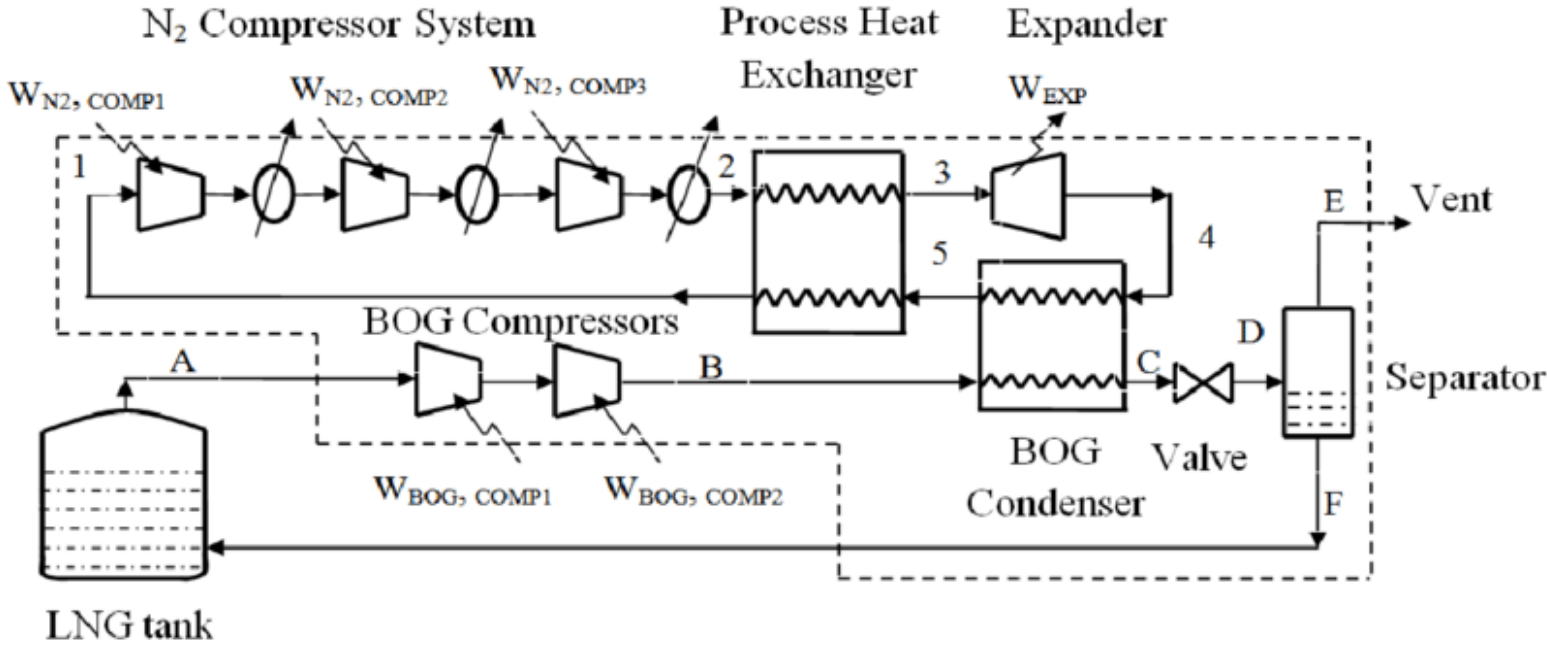 N2 Compressor System
Process Heat
Exchanger
Expander
WN2, COMP1
WN2, COMP2
WN2, COMP3
WEXP
1
2
3
E
Vent
4
5
BOG Compressors
A
B
C
D
Separator
WBOG, COMP1
WBOG, COMP2
BOG
Condenser
Valve
F
LNG tank